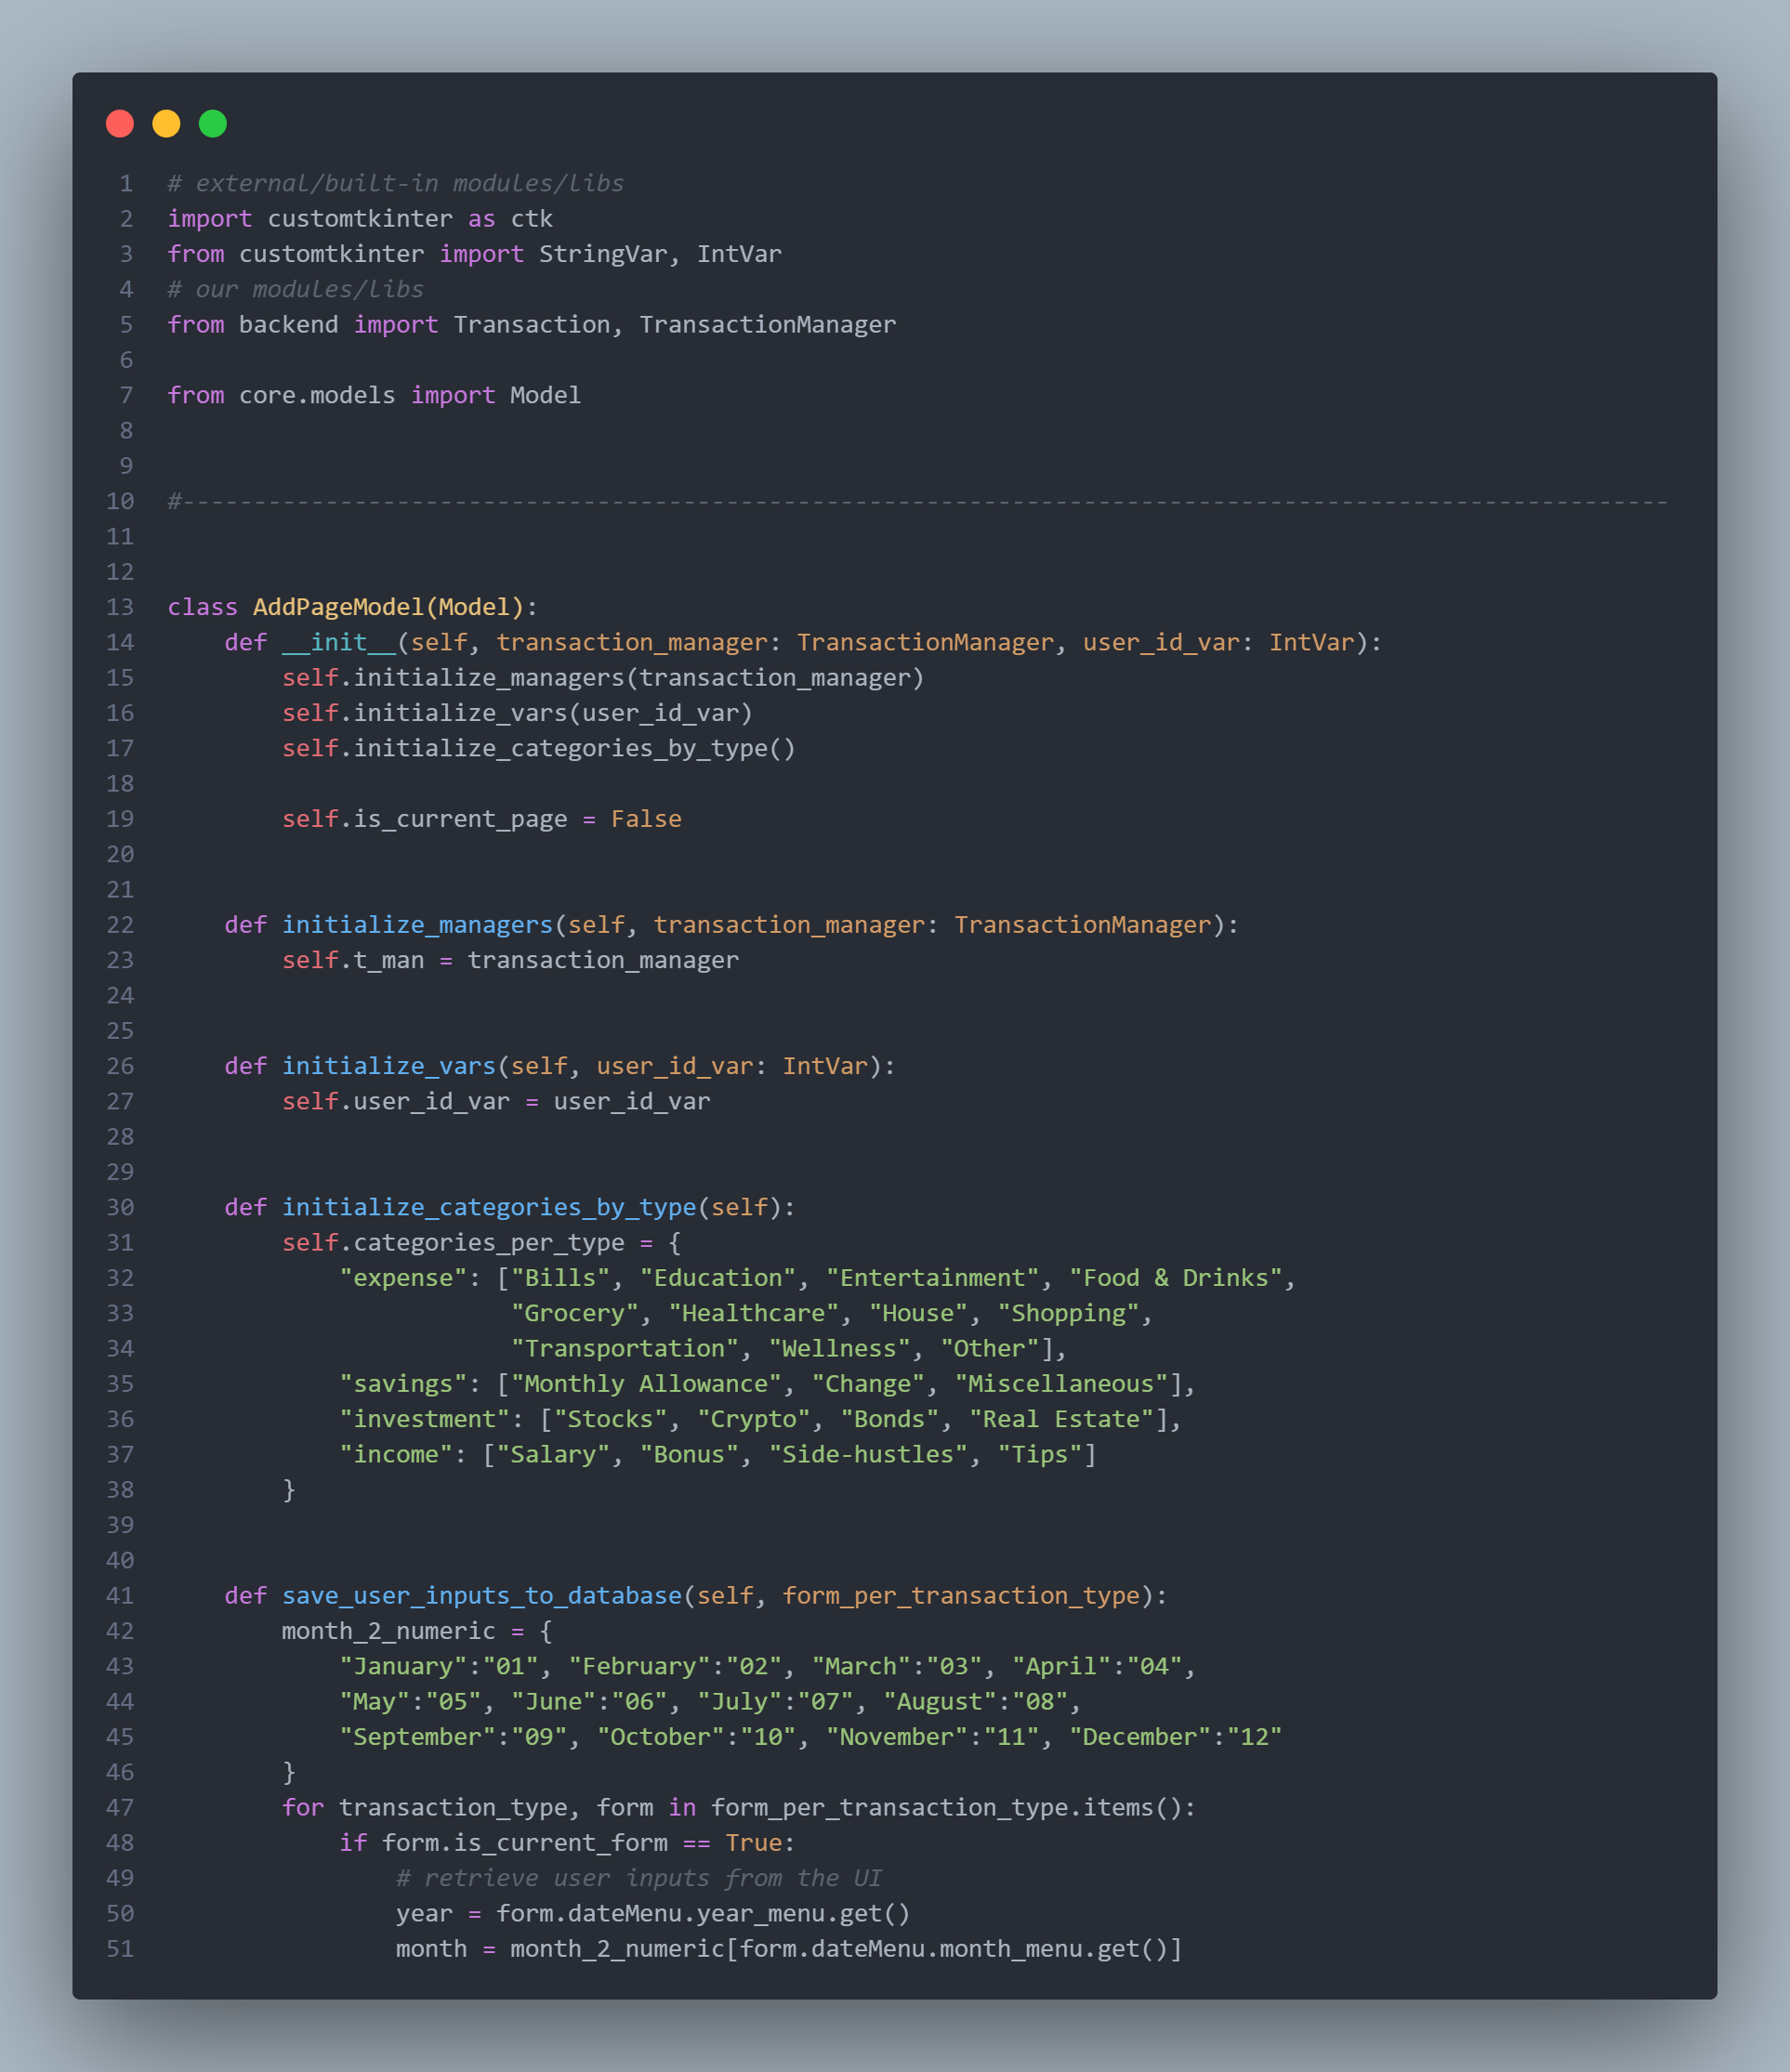 1 # external/built-in modules/libs
2 import customtkinter as ctk
3 from customtkinter import StringVar, IntVar
4 # our modules/libs
5 from backend import Transaction, TransactionManager
6
7 from core.models import Model
8
9
10 #--------------------------------------------------------------------------------------------------------
11
12
13 class AddPageModel(Model):
14     def __init__(self, transaction_manager: TransactionManager, user_id_var: IntVar):
15         self.initialize_managers(transaction_manager)
16         self.initialize_vars(user_id_var)
17         self.initialize_categories_by_type()
18
19         self.is_current_page = False
20
21
22     def initialize_managers(self, transaction_manager: TransactionManager):
23         self.t_man = transaction_manager
24
25
26     def initialize_vars(self, user_id_var: IntVar):
27         self.user_id_var = user_id_var
28
29
30     def initialize_categories_by_type(self):
31         self.categories_per_type = {
32             "expense": ["Bills", "Education", "Entertainment", "Food & Drinks",
33                         "Grocery", "Healthcare", "House", "Shopping",
34                         "Transportation", "Wellness", "Other"],
35             "savings": ["Monthly Allowance", "Change", "Miscellaneous"],
36             "investment": ["Stocks", "Crypto", "Bonds", "Real Estate"],
37             "income": ["Salary", "Bonus", "Side-hustles", "Tips"]
38         }
39
40
41     def save_user_inputs_to_database(self, form_per_transaction_type):
42         month_2_numeric = {
43             "January":"01", "February":"02", "March":"03", "April":"04",
44             "May":"05", "June":"06", "July":"07", "August":"08",
45             "September":"09", "October":"10", "November":"11", "December":"12"
46         }
47         for transaction_type, form in form_per_transaction_type.items():
48             if form.is_current_form == True:
49                 # retrieve user inputs from the UI
50                 year = form.dateMenu.year_menu.get()
51                 month = month_2_numeric[form.dateMenu.month_menu.get()]